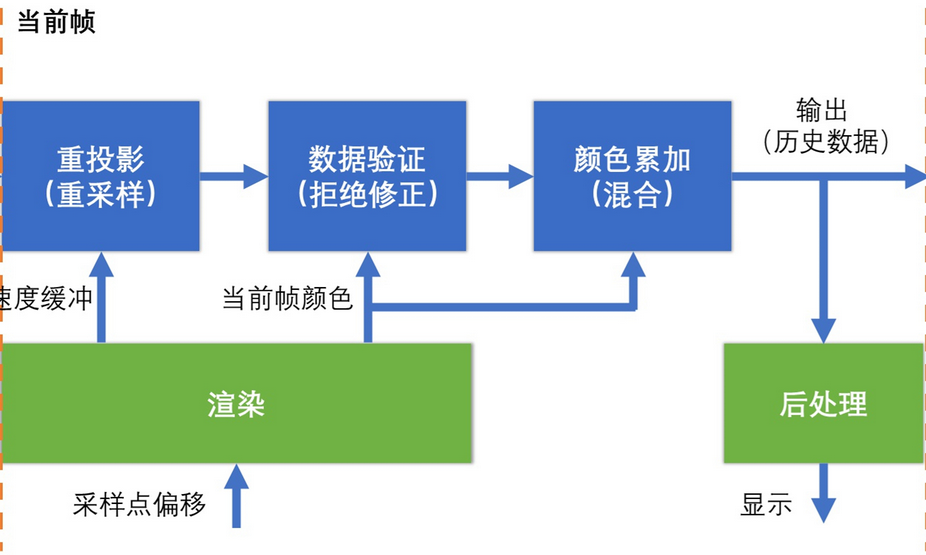 当前帧
输出
（历史数据）
重投影
（重采样）
数据验证
（拒绝修正）
颜色累加
（混合）
速度缓冲
当前帧颜色
渲染
后处理
采样点偏移
显示